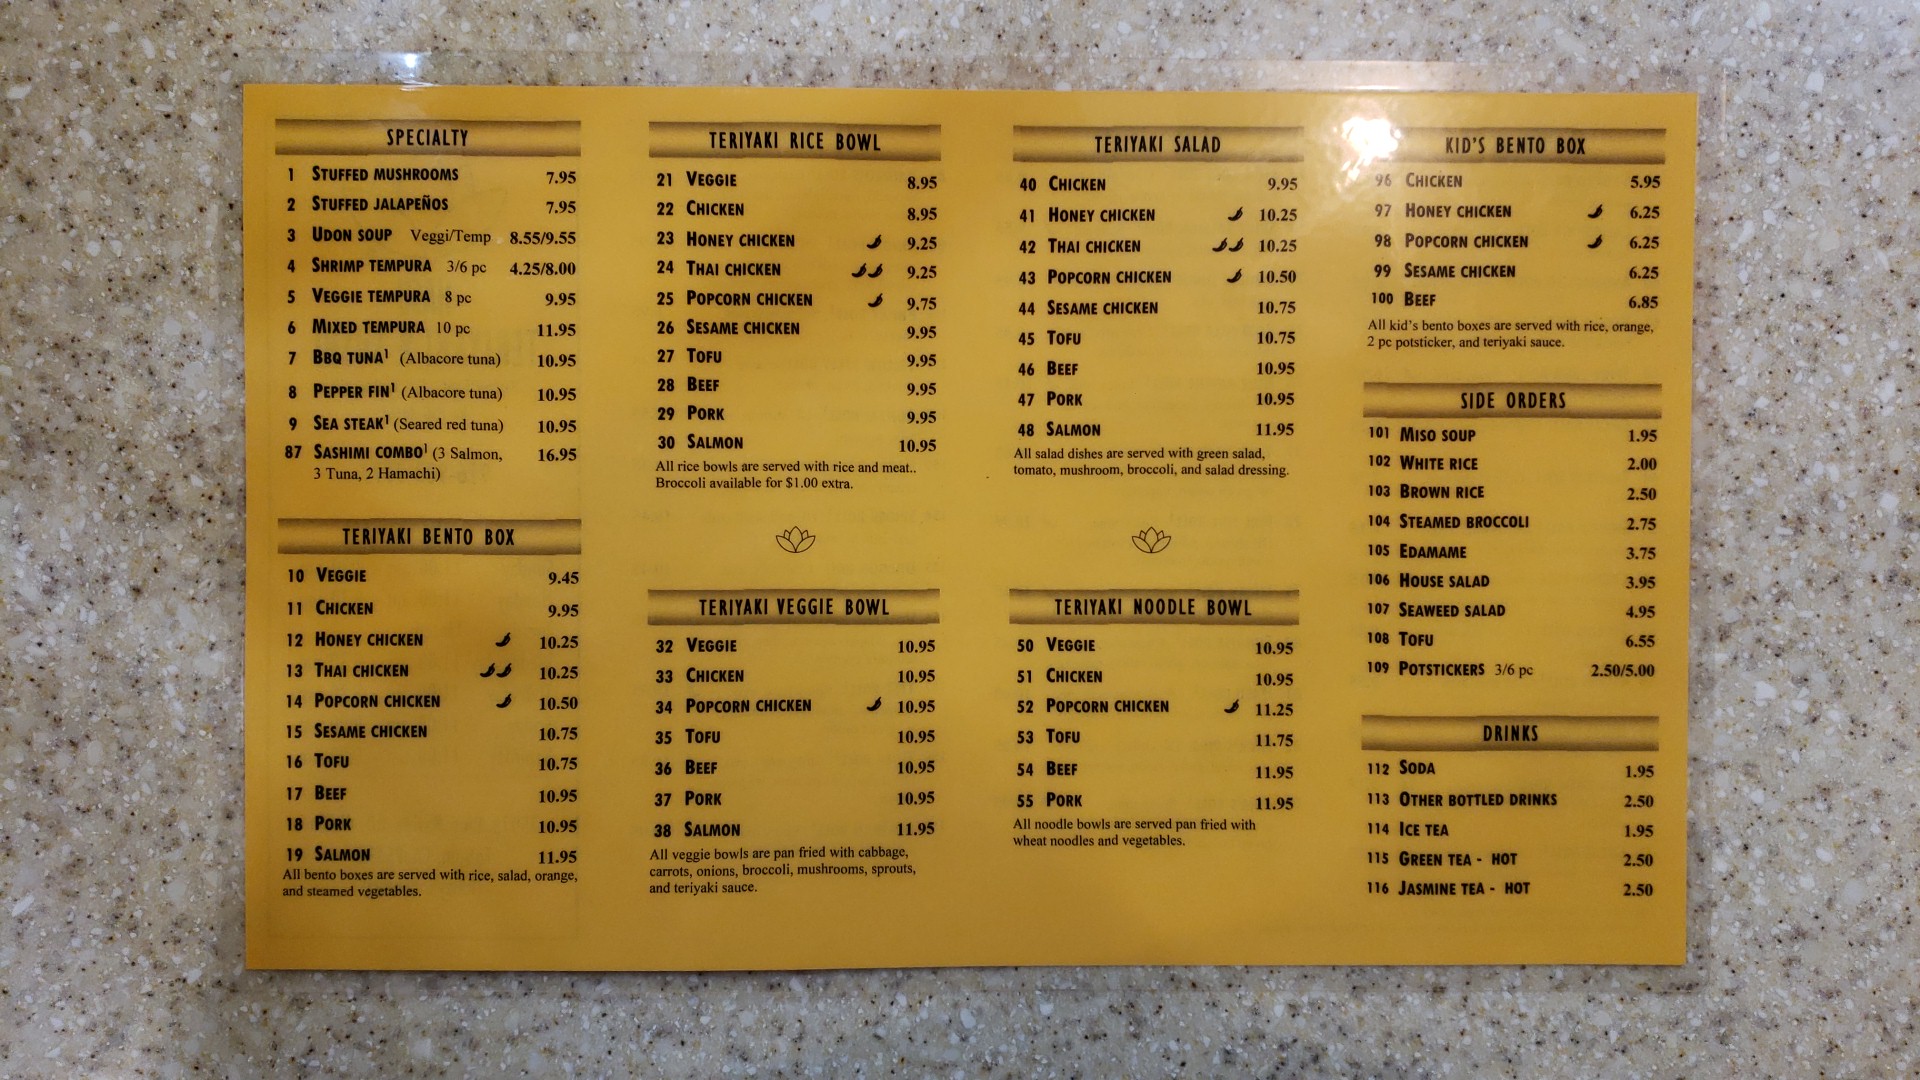 SPECIALTY
1 STUFFED MUSHROOMS 7.95
2 STUFFED JALAPEÑOS 7.95
3 UDON SOUP Veggi/Temp 8.55/9.55
4 SHRIMP TEMPURA 3/6 pc 4.25/8.00
5 VEGGIE TEMPURA 8 pc 9.95
6 MIXED TEMPURA 10 pc 11.95
7 BBQ TUNA¹ (Albacore tuna) 10.95
8 PEPPER FIN¹ (Albacore tuna) 10.95
9 SEA STEAK¹ (Seared red tuna) 10.95
87 SASHIMI COMBO¹ (3 Salmon, 16.95
3 Tuna, 2 Hamachi)
TERIYAKI BENTO BOX
10 VEGGIE 9.45
11 CHICKEN 9.95
12 HONEY CHICKEN 10.25
13 THAI CHICKEN 10.25
14 POPCORN CHICKEN 10.50
15 SESAME CHICKEN 10.75
16 TOFU 10.75
17 BEEF 10.95
18 PORK 10.95
19 SALMON 11.95
All bento boxes are served with rice, salad, orange,
and steamed vegetables.
TERIYAKI RICE BOWL
21 VEGGIE 8.95
22 CHICKEN 8.95
23 HONEY CHICKEN 9.25
24 THAI CHICKEN 9.25
25 POPCORN CHICKEN 9.75
26 SESAME CHICKEN 9.95
27 TOFU 9.95
28 BEEF 9.95
29 PORK 9.95
30 SALMON 10.95
All rice bowls are served with rice and meat..
Broccoli available for $1.00 extra.
TERIYAKI VEGGIE BOWL
32 VEGGIE 10.95
33 CHICKEN 10.95
34 POPCORN CHICKEN 10.95
35 TOFU 10.95
36 BEEF 10.95
37 PORK 10.95
38 SALMON 11.95
All veggie bowls are pan fried with cabbage,
carrots, onions, broccoli, mushrooms, sprouts,
and teriyaki sauce.
TERIYAKI SALAD
40 CHICKEN 9.95
41 HONEY CHICKEN 10.25
42 THAI CHICKEN 10.25
43 POPCORN CHICKEN 10.50
44 SESAME CHICKEN 10.75
45 TOFU 10.75
46 BEEF 10.95
47 PORK 10.95
48 SALMON 11.95
All salad dishes are served with green salad,
tomato, mushroom, broccoli, and salad dressing.
TERIYAKI NOODLE BOWL
50 VEGGIE 10.95
51 CHICKEN 10.95
52 POPCORN CHICKEN 11.25
53 TOFU 11.75
54 BEEF 11.95
55 PORK 11.95
All noodle bowls are served pan fried with
wheat noodles and vegetables.
KID'S BENTO BOX
96 CHICKEN 5.95
97 HONEY CHICKEN 6.25
98 POPCORN CHICKEN 6.25
99 SESAME CHICKEN 6.25
100 BEEF 6.85
All kid's bento boxes are served with rice, orange,
2 pc potsticker, and teriyaki sauce.
SIDE ORDERS
101 MISO SOUP 1.95
102 WHITE RICE 2.00
103 BROWN RICE 2.50
104 STEAMED BROCCOLI 2.75
105 EDAMAME 3.75
106 HOUSE SALAD 3.95
107 SEAWEED SALAD 4.95
108 TOFU 6.55
109 POTSTICKERS 3/6 pc 2.50/5.00
DRINKS
112 SODA 1.95
113 OTHER BOTTLED DRINKS 2.50
114 ICE TEA 1.95
115 GREEN TEA - HOT 2.50
116 JASMINE TEA - HOT 2.50